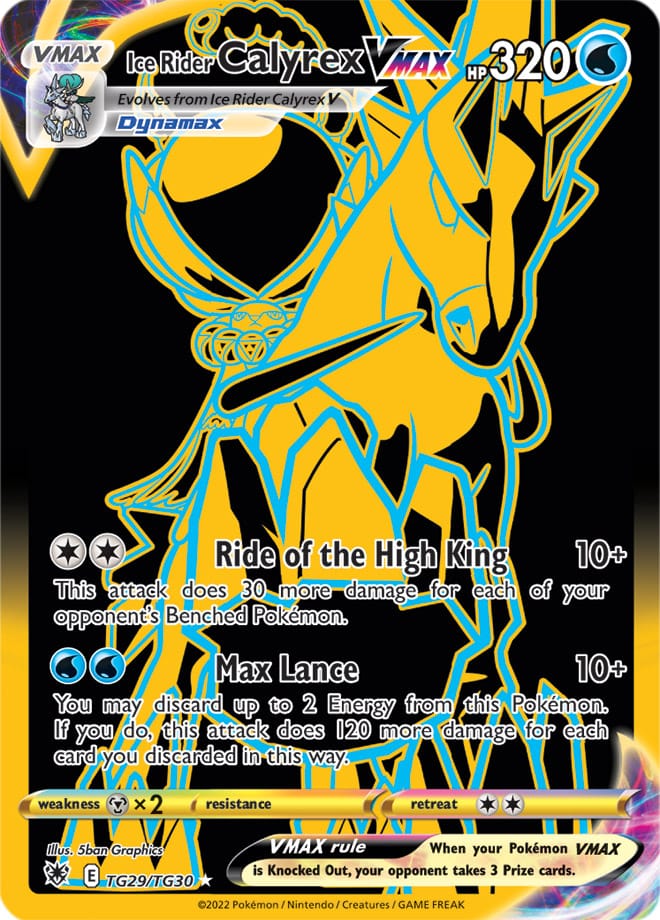 VMAX
Ice Rider Calyrex VMAX HP 320
Evolves from Ice Rider Calyrex V
Dynamax
Ride of the High King 10+
This attack does 30 more damage for each of your
opponent's Benched Pokémon.
Max Lance 10+
You may discard up to 2 Energy from this Pokémon.
If you do, this attack does 120 more damage for each
card you discarded in this way.
weakness ×2 resistance retreat
Illus. 5ban Graphics
E TG29/TG30
VMAX rule When your Pokémon VMAX
is Knocked Out, your opponent takes 3 Prize cards.
©2022 Pokémon / Nintendo / Creatures / GAME FREAK